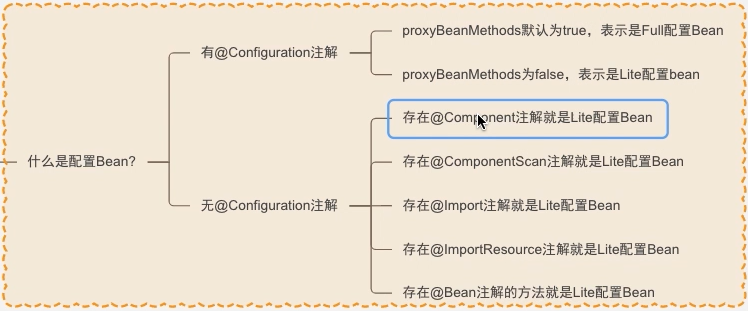 什么是配置Bean?
有@Configuration注解
proxyBeanMethods默认为true，表示是Full配置Bean
proxyBeanMethods为false，表示是Lite配置bean
无@Configuration注解
存在@Component注解就是Lite配置Bean
存在@ComponentScan注解就是Lite配置Bean
存在@Import注解就是Lite配置Bean
存在@ImportResource注解就是Lite配置Bean
存在@Bean注解的方法就是Lite配置Bean